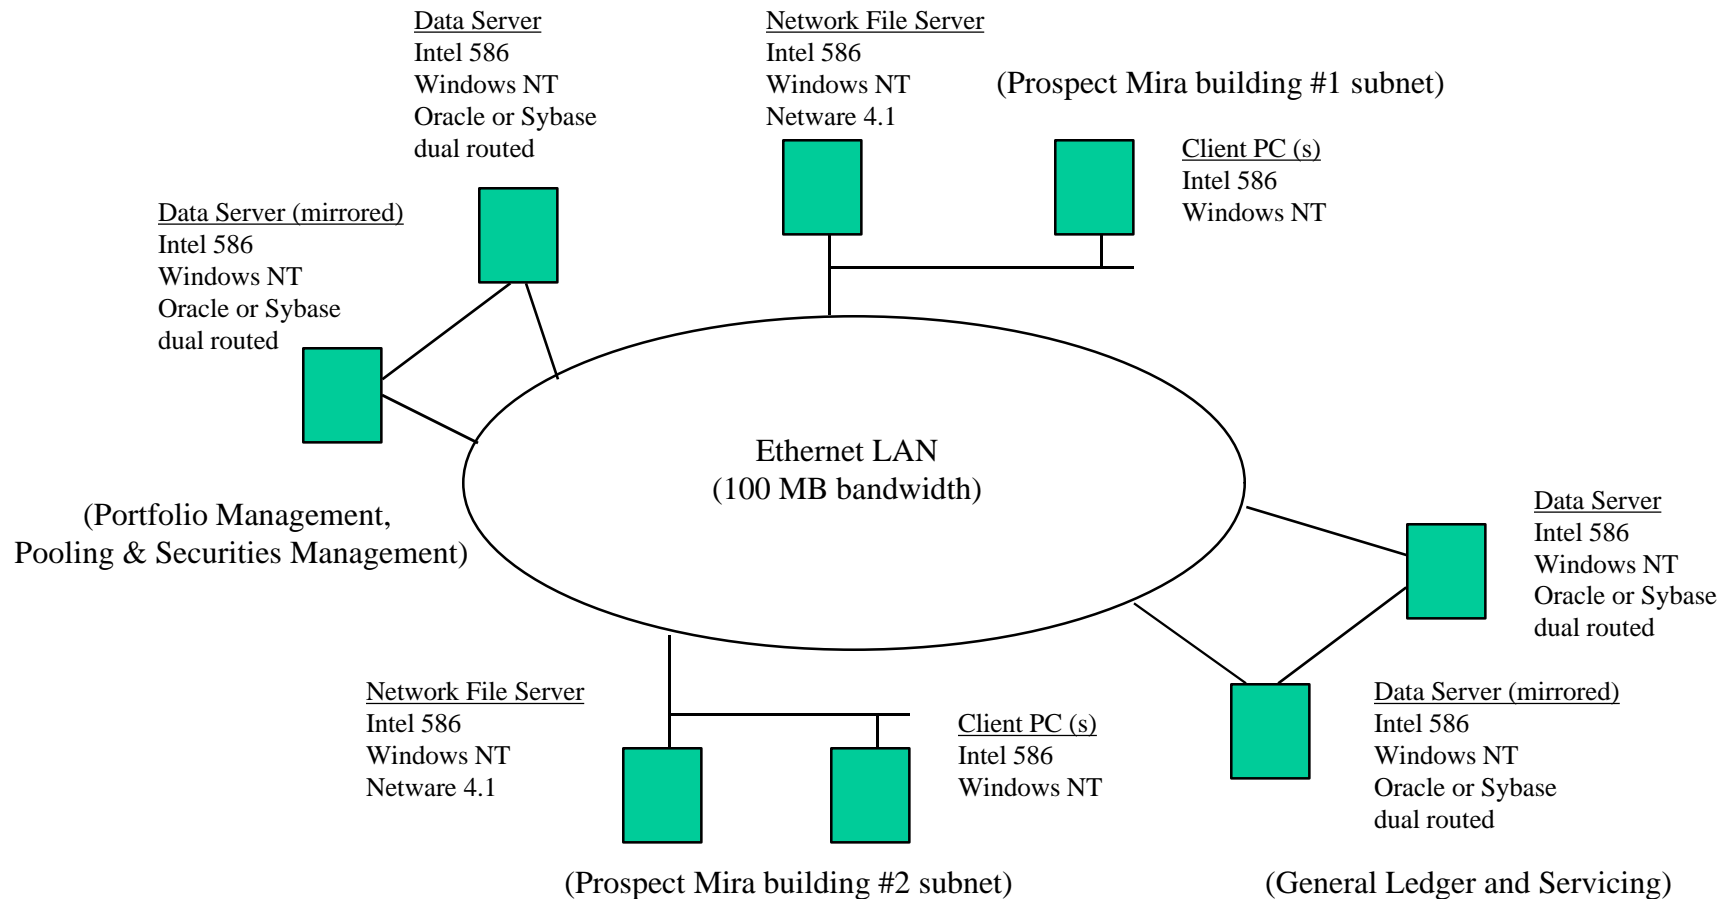 Data Server
Intel 586
Windows NT
Oracle or Sybase
dual routed
Network File Server
Intel 586
Windows NT
Netware 4.1
(Prospect Mira building #1 subnet)
Client PC (s)
Intel 586
Windows NT
Data Server (mirrored)
Intel 586
Windows NT
Oracle or Sybase
dual routed
Ethernet LAN
(100 MB bandwidth)
(Portfolio Management,
Pooling & Securities Management)
Data Server
Intel 586
Windows NT
Oracle or Sybase
dual routed
Network File Server
Intel 586
Windows NT
Netware 4.1
Client PC (s)
Intel 586
Windows NT
Data Server (mirrored)
Intel 586
Windows NT
Oracle or Sybase
dual routed
(Prospect Mira building #2 subnet)
(General Ledger and Servicing)